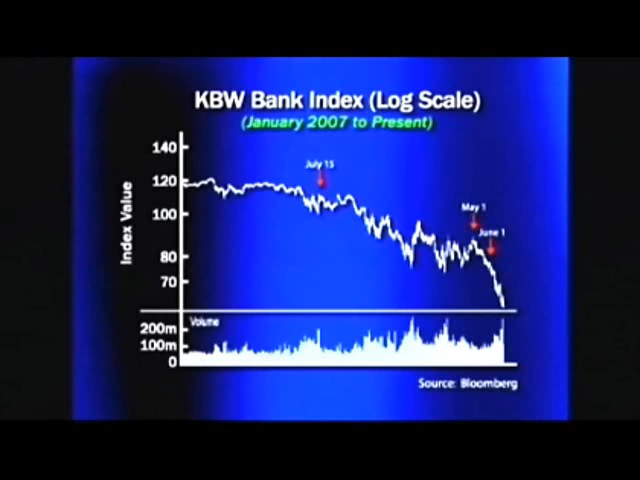 KBW Bank Index (Log Scale)
(January 2007 to Present)
140
120
100
80
70
Index Value
July 15
May 1
June 1
Volume
200m
100m
0
Source: Bloomberg